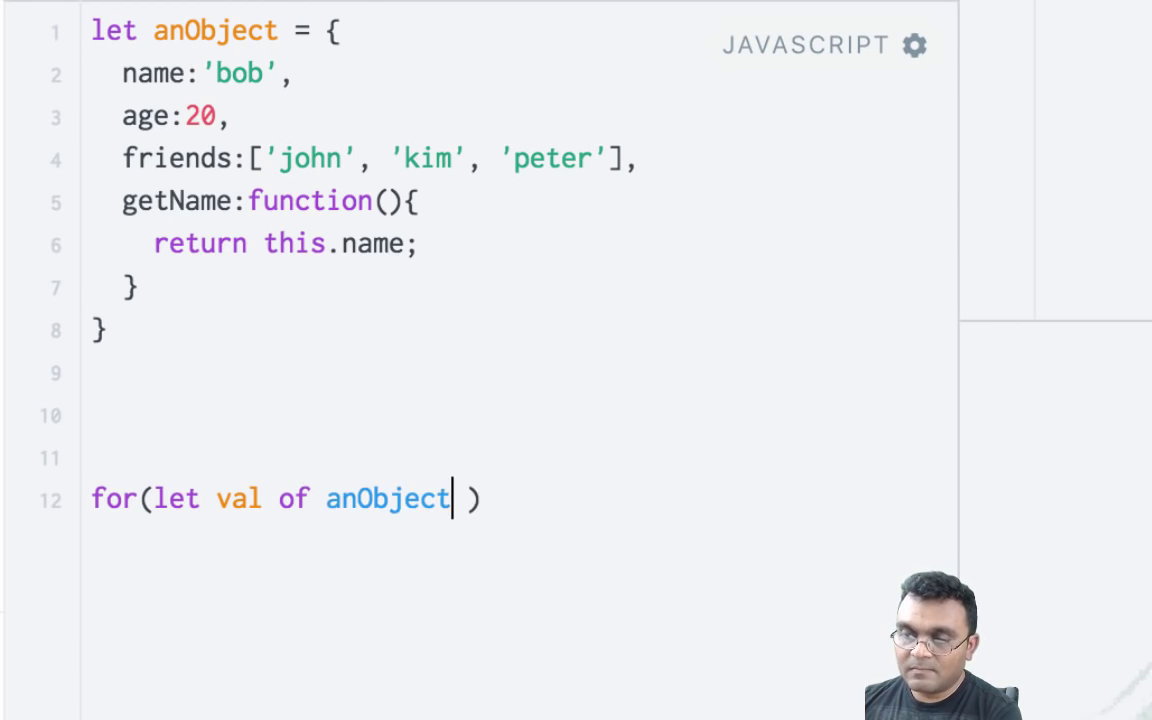 JAVASCRIPT
1 let anObject = {
2 name:'bob',
3 age:20,
4 friends:['john', 'kim', 'peter'],
5 getName:function(){
6 return this.name;
7 }
8 }
9
10
11
12 for(let val of anObject )